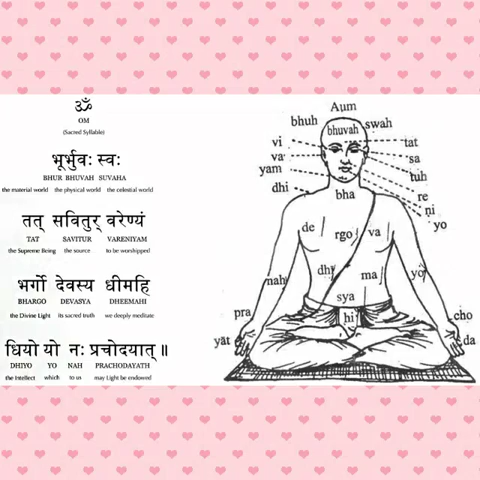 ॐ
OM
(Sacred Syllable)
भूर्भुवः स्वः
BHUR BHUVAH SUVAHA
the material world the physical world the celestial world
तत् सवितुर् वरेण्यं
TAT SAVITUR VARENIYAM
the Supreme Being the source to be worshipped
भर्गो देवस्य धीमहि
BHARGO DEVASYA DHEEMAHI
the Divine Light its sacred truth we deeply meditate
धियो यो नः प्रचोदयात् ॥
DHIYO YO NAH PRACHODAYATH
the Intellect which to us may Light be endowed
Aum
bhuh bhuvah swah
vi tat
va sa
yam tuh
dhi re
bha ni
yo
de rgo va
nah dhi ma yo
sya
pra hi cho
yāt da